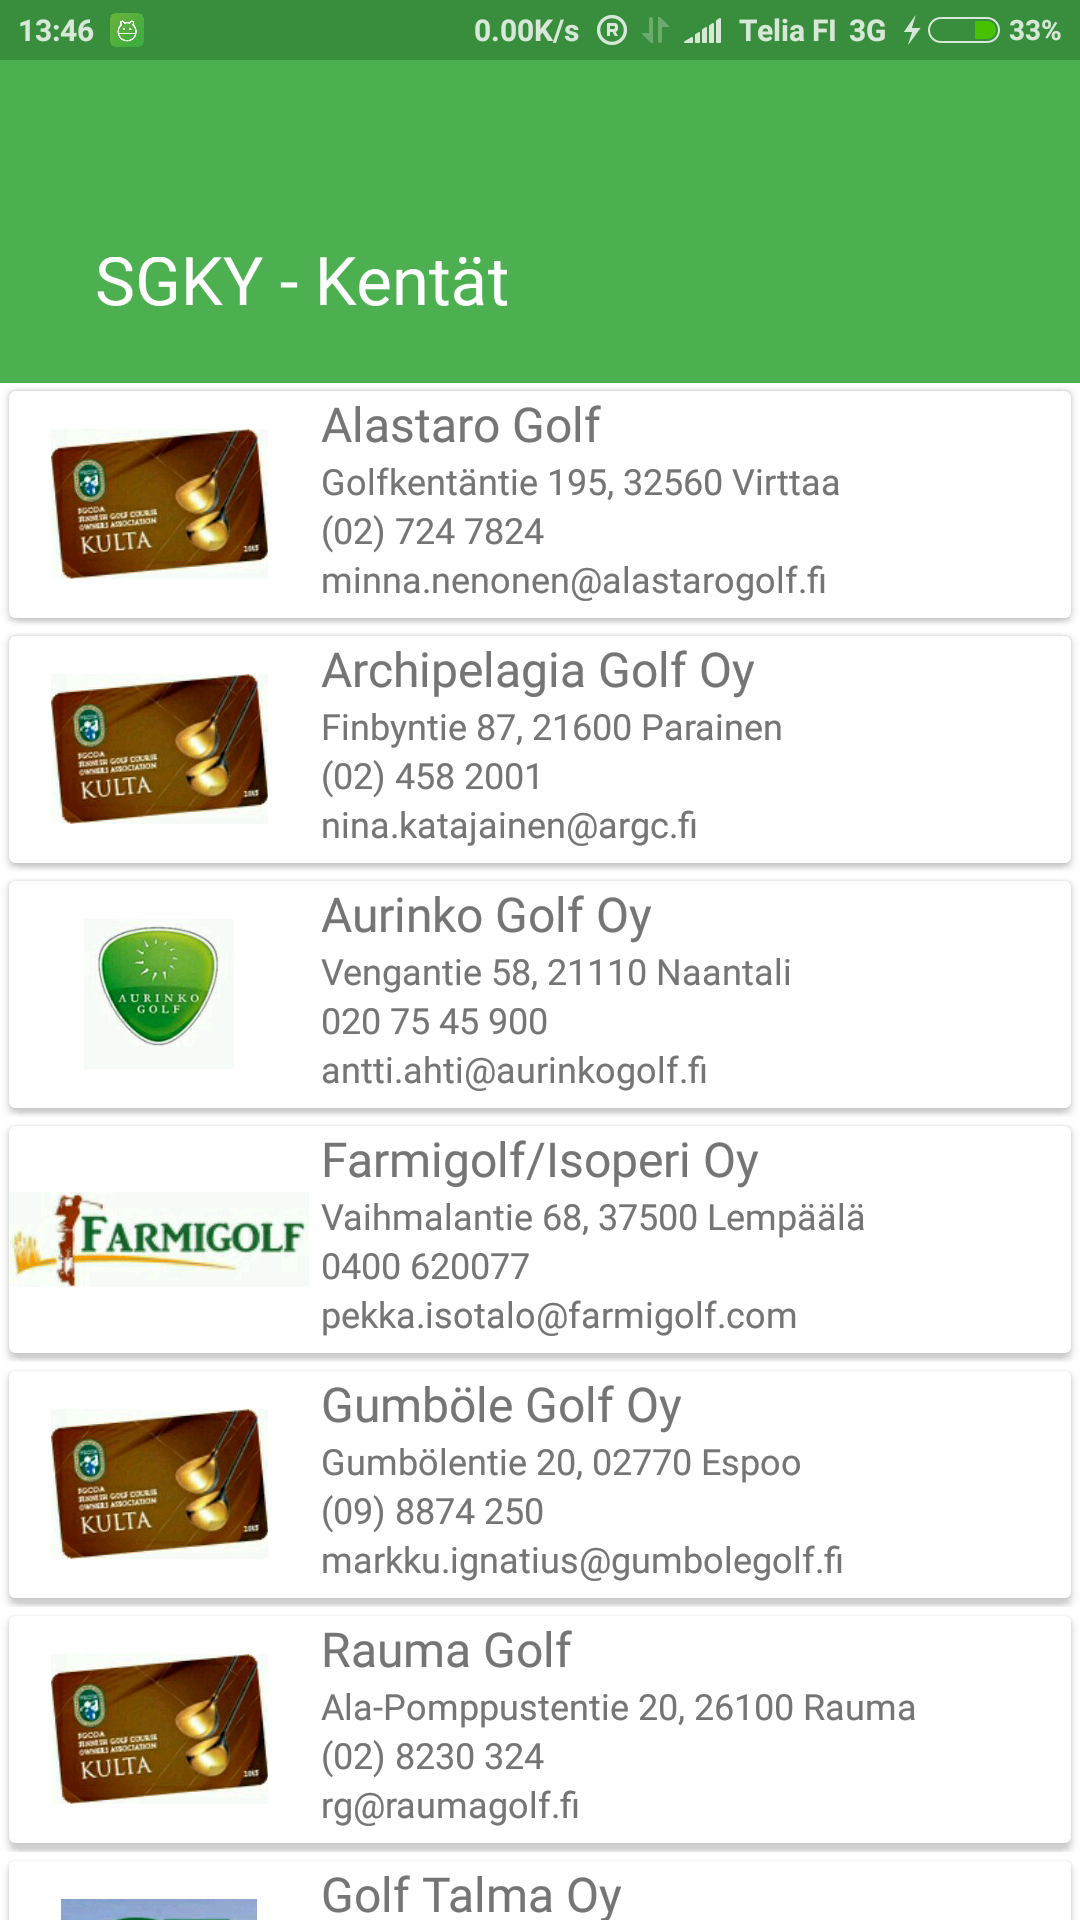 13:46 0.00K/s R Telia FI 3G 33%
SGKY - Kentät
Alastaro Golf
Golfkentäntie 195, 32560 Virttaa
(02) 724 7824
minna.nenonen@alastarogolf.fi
FGCOA
FINNISH GOLF COURSE
OWNERS ASSOCIATION
KULTA
2015
Archipelagia Golf Oy
Finbyntie 87, 21600 Parainen
(02) 458 2001
nina.katajainen@argc.fi
FGCOA
FINNISH GOLF COURSE
OWNERS ASSOCIATION
KULTA
2015
Aurinko Golf Oy
Vengantie 58, 21110 Naantali
020 75 45 900
antti.ahti@aurinkogolf.fi
AURINKO
GOLF
Farmigolf/Isoperi Oy
Vaihmalantie 68, 37500 Lempäälä
0400 620077
pekka.isotalo@farmigolf.com
FARMIGOLF
Gumböle Golf Oy
Gumbölentie 20, 02770 Espoo
(09) 8874 250
markku.ignatius@gumbolegolf.fi
FGCOA
FINNISH GOLF COURSE
OWNERS ASSOCIATION
KULTA
2015
Rauma Golf
Ala-Pomppustentie 20, 26100 Rauma
(02) 8230 324
rg@raumagolf.fi
FGCOA
FINNISH GOLF COURSE
OWNERS ASSOCIATION
KULTA
2015
Golf Talma Oy